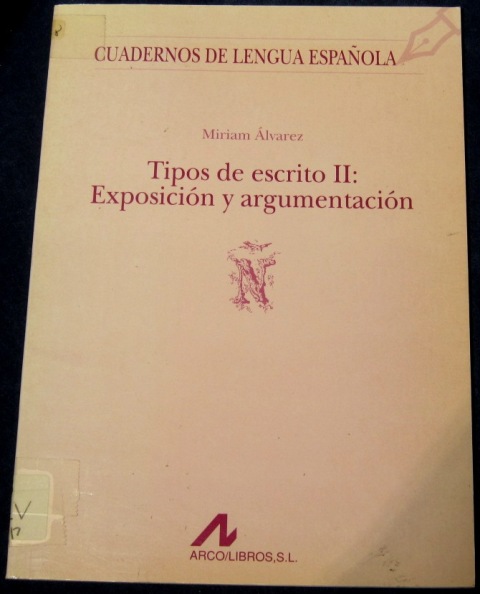 CUADERNOS DE LENGUA ESPAÑOLA
Miriam Álvarez
Tipos de escrito II:
Exposición y argumentación
Ñ
ARCO/LIBROS, S.L.